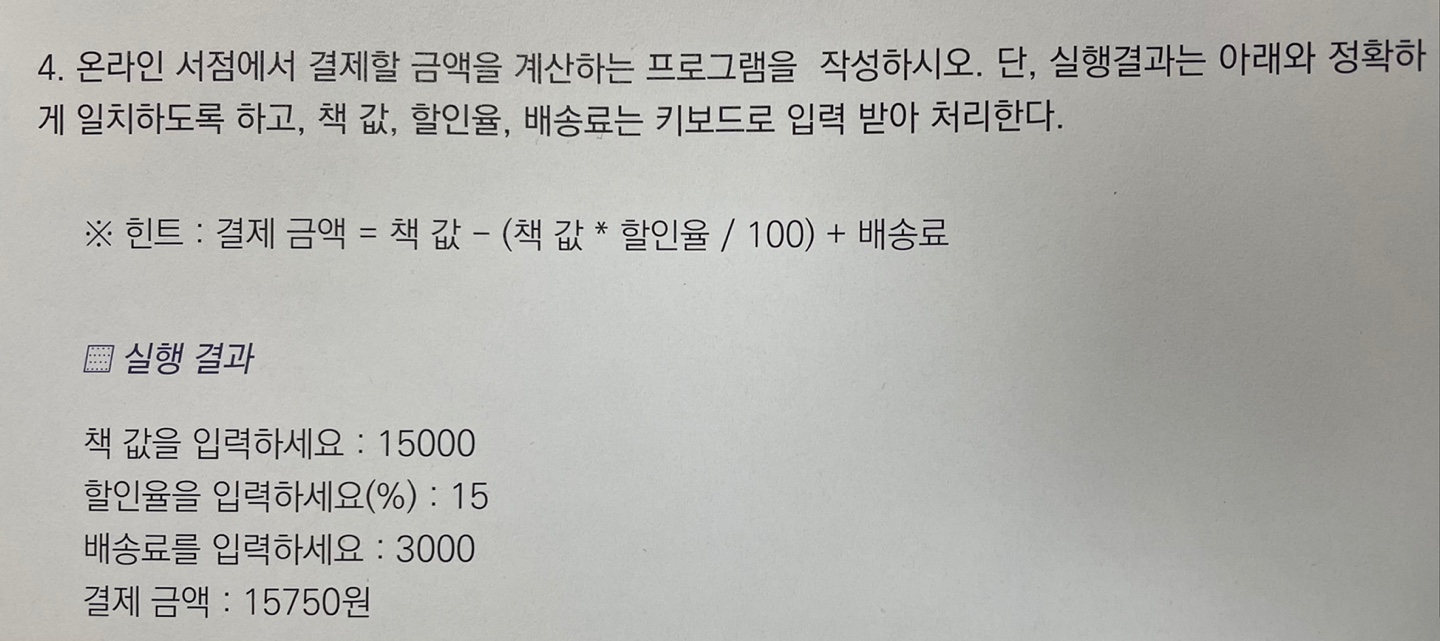 4. 온라인 서점에서 결제할 금액을 계산하는 프로그램을 작성하시오. 단, 실행결과는 아래와 정확하
게 일치하도록 하고, 책 값, 할인율, 배송료는 키보드로 입력 받아 처리한다.
※ 힌트 : 결제 금액 = 책 값 - (책 값 * 할인율 / 100) + 배송료
실행 결과
책 값을 입력하세요 : 15000
할인율을 입력하세요(%) : 15
배송료를 입력하세요 : 3000
결제 금액 : 15750원